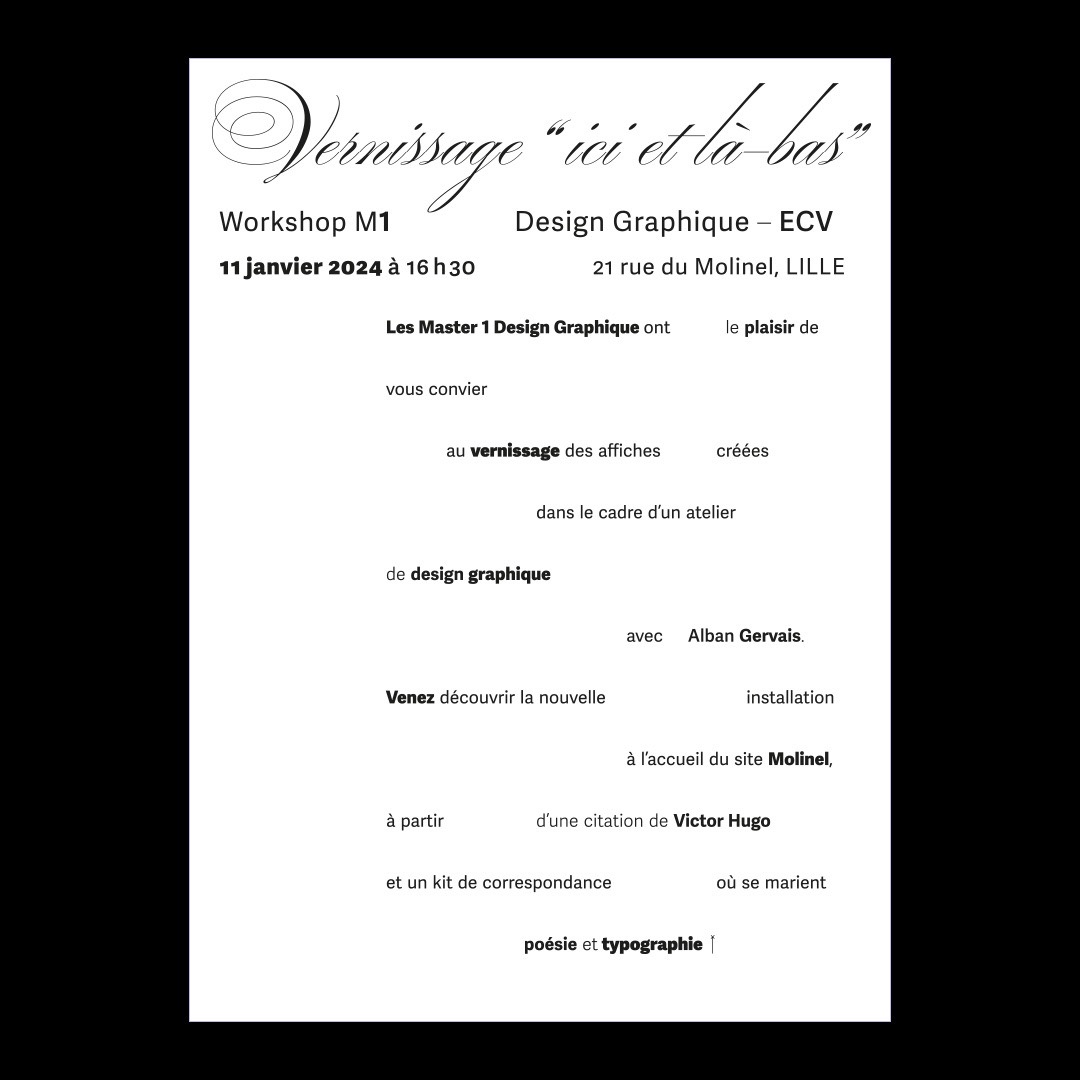 Vernissage “ici et là-bas”
Workshop M1 Design Graphique – ECV
11 janvier 2024 à 16 h 30 21 rue du Molinel, LILLE
Les Master 1 Design Graphique ont le plaisir de
vous convier
au vernissage des affiches créées
dans le cadre d’un atelier
de design graphique
avec Alban Gervais.
Venez découvrir la nouvelle installation
à l’accueil du site Molinel,
à partir d’une citation de Victor Hugo
et un kit de correspondance où se marient
poésie et typographie